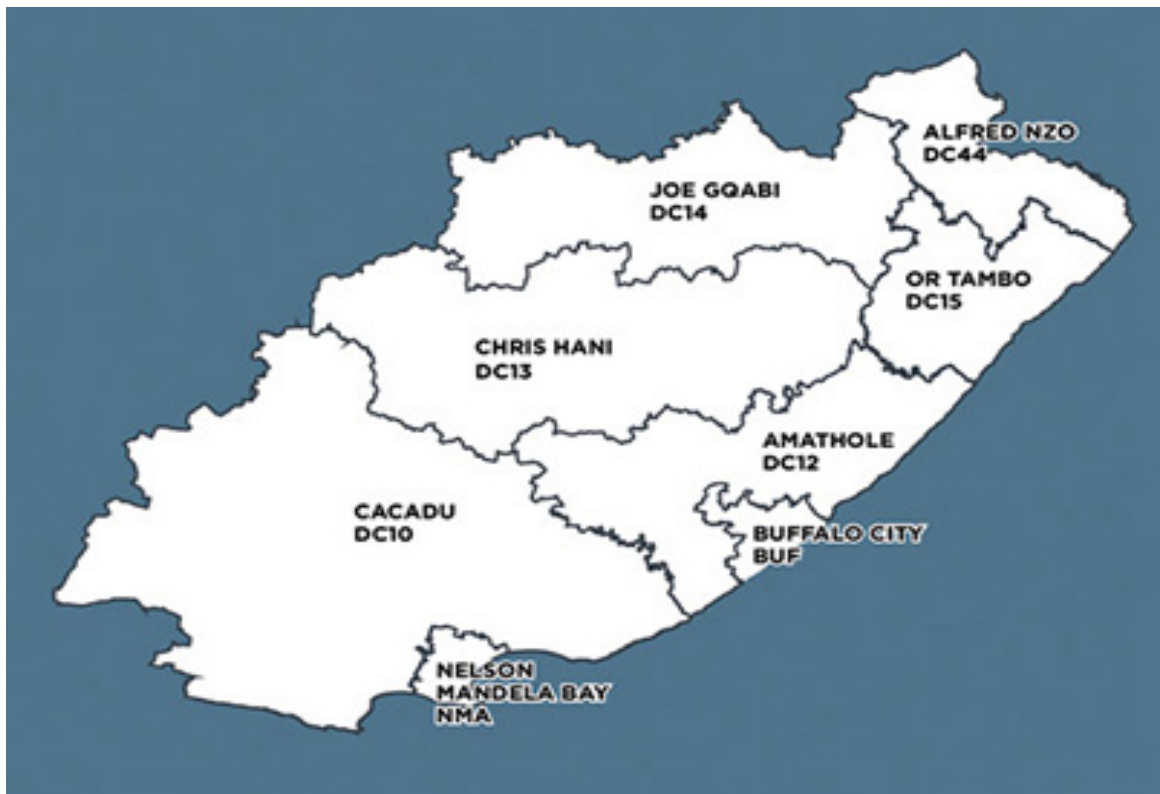 ALFRED NZO
DC44
JOE GQABI
DC14
OR TAMBO
DC15
CHRIS HANI
DC13
AMATHOLE
DC12
CACADU
DC10
BUFFALO CITY
BUF
NELSON
MANDELA BAY
NMA